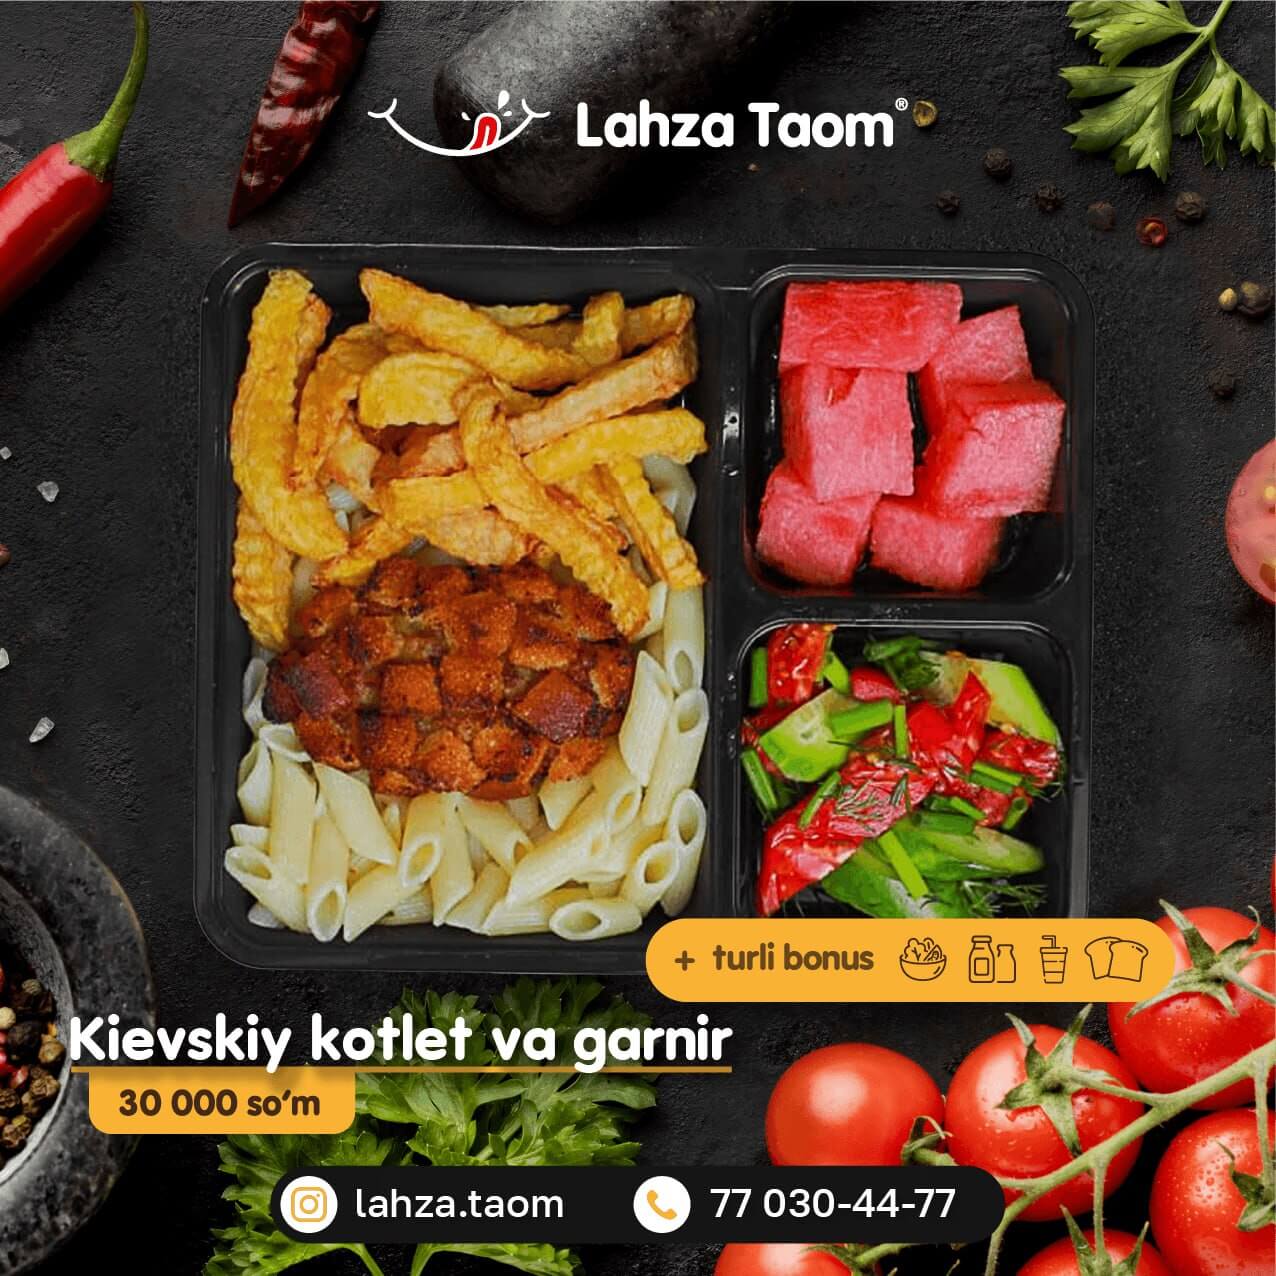 Lahza Taom®
+ turli bonus
Kievskiy kotlet va garnir
30 000 so‘m
lahza.taom
77 030-44-77